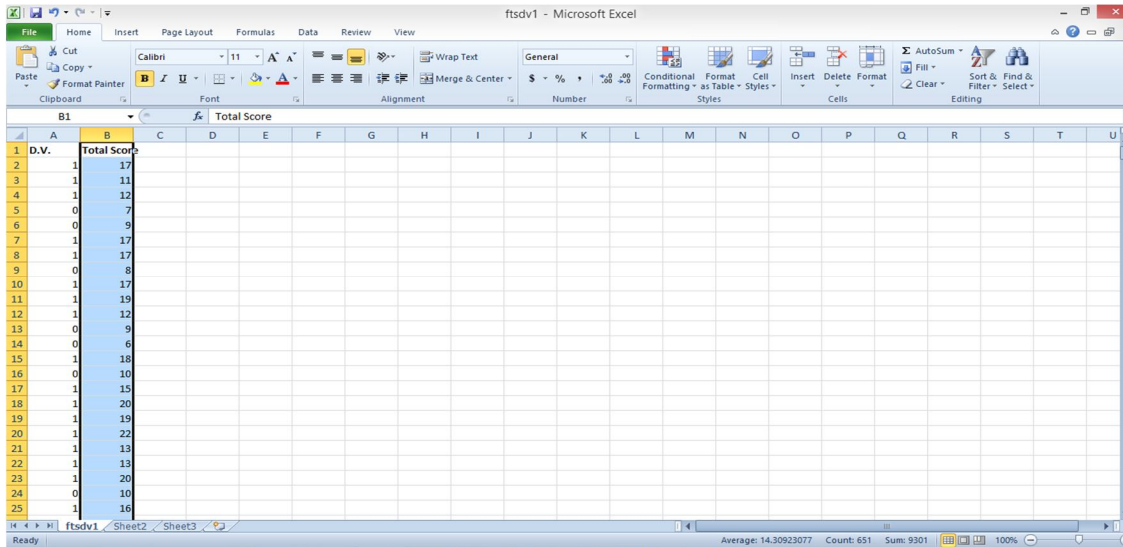 ftsdv1 - Microsoft Excel
File Home Insert Page Layout Formulas Data Review View
Paste Cut Copy Format Painter Calibri 11 A A Wrap Text General Conditional Formatting Format as Table Cell Styles Insert Delete Format Σ AutoSum Fill Clear Sort & Filter Find & Select
B I U A Merge & Center $ % , .0 .00 .00 .0
Clipboard Font Alignment Number Styles Cells Editing
B1 fx Total Score
A B C D E F G H I J K L M N O P Q R S T U
1 D.V. Total Score
2 1 17
3 1 11
4 1 12
5 0 7
6 0 9
7 1 17
8 1 17
9 0 8
10 1 17
11 1 19
12 1 12
13 0 9
14 0 6
15 1 18
16 0 10
17 1 15
18 1 20
19 1 19
20 1 22
21 1 13
22 1 13
23 1 20
24 0 10
25 1 16
ftsdv1 Sheet2 Sheet3
Ready Average: 14.30923077 Count: 651 Sum: 9301 100%